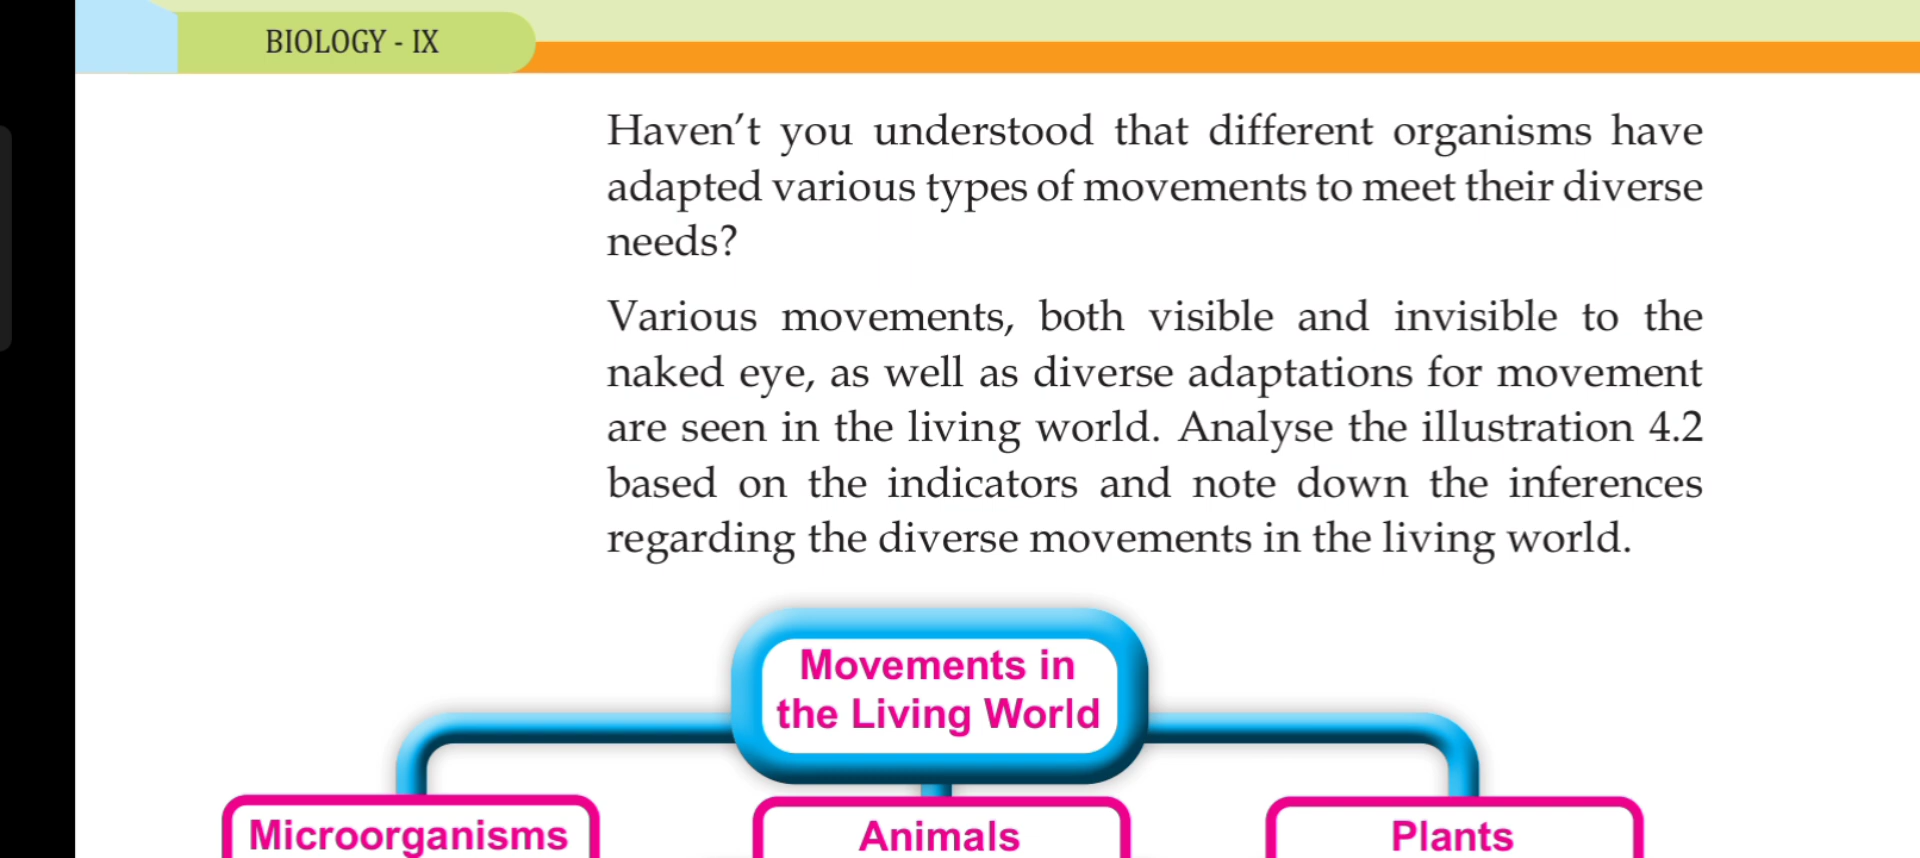 BIOLOGY - IX
Haven’t you understood that different organisms have
adapted various types of movements to meet their diverse
needs?
Various movements, both visible and invisible to the
naked eye, as well as diverse adaptations for movement
are seen in the living world. Analyse the illustration 4.2
based on the indicators and note down the inferences
regarding the diverse movements in the living world.
Movements in
the Living World
Microorganisms
Animals
Plants